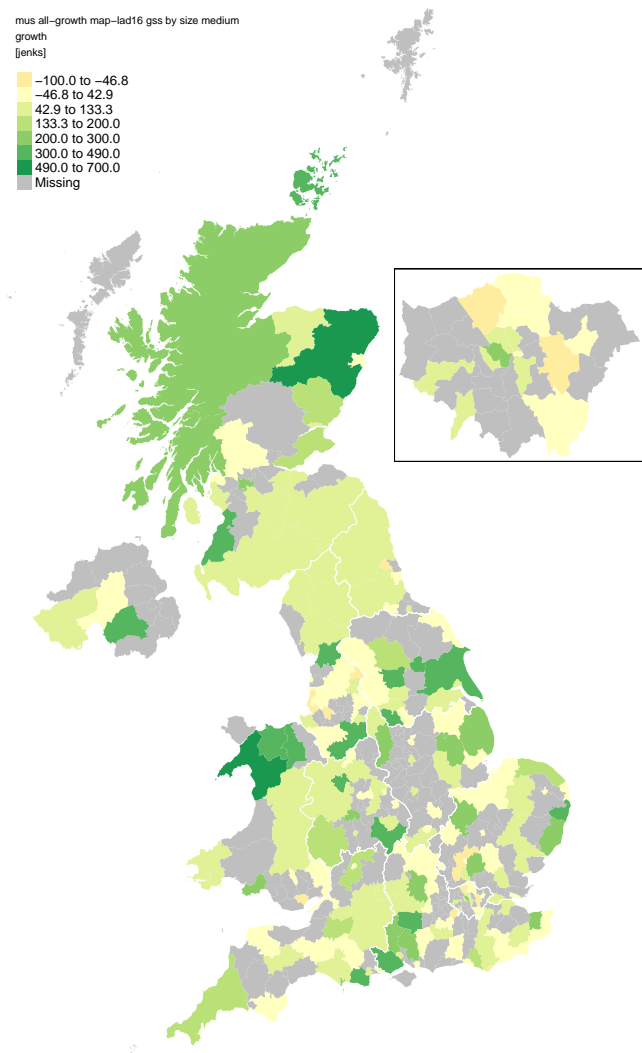 mus all−growth map−lad16 gss by size medium
growth
[jenks]
−100.0 to −46.8
−46.8 to 42.9
42.9 to 133.3
133.3 to 200.0
200.0 to 300.0
300.0 to 490.0
490.0 to 700.0
Missing